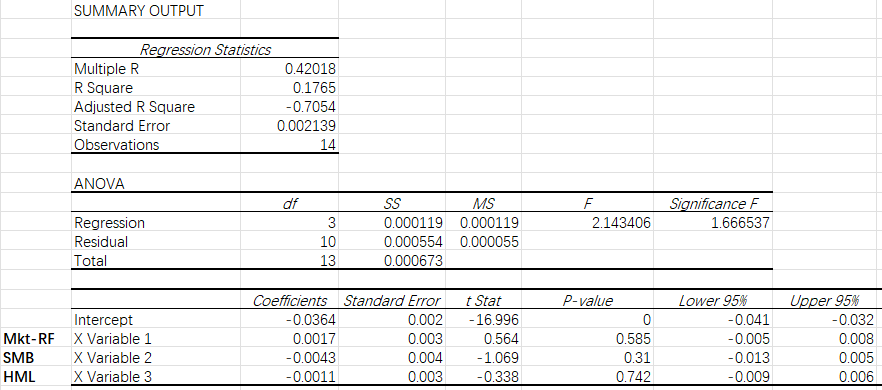 SUMMARY OUTPUT
Regression Statistics
Multiple R 0.42018
R Square 0.1765
Adjusted R Square -0.7054
Standard Error 0.002139
Observations 14
ANOVA
df SS MS F Significance F
Regression 3 0.000119 0.000119 2.143406 1.666537
Residual 10 0.000554 0.000055
Total 13 0.000673
Coefficients Standard Error t Stat P-value Lower 95% Upper 95%
Intercept -0.0364 0.002 -16.996 0 -0.041 -0.032
Mkt-RF X Variable 1 0.0017 0.003 0.564 0.585 -0.005 0.008
SMB X Variable 2 -0.0043 0.004 -1.069 0.31 -0.013 0.005
HML X Variable 3 -0.0011 0.003 -0.338 0.742 -0.009 0.006